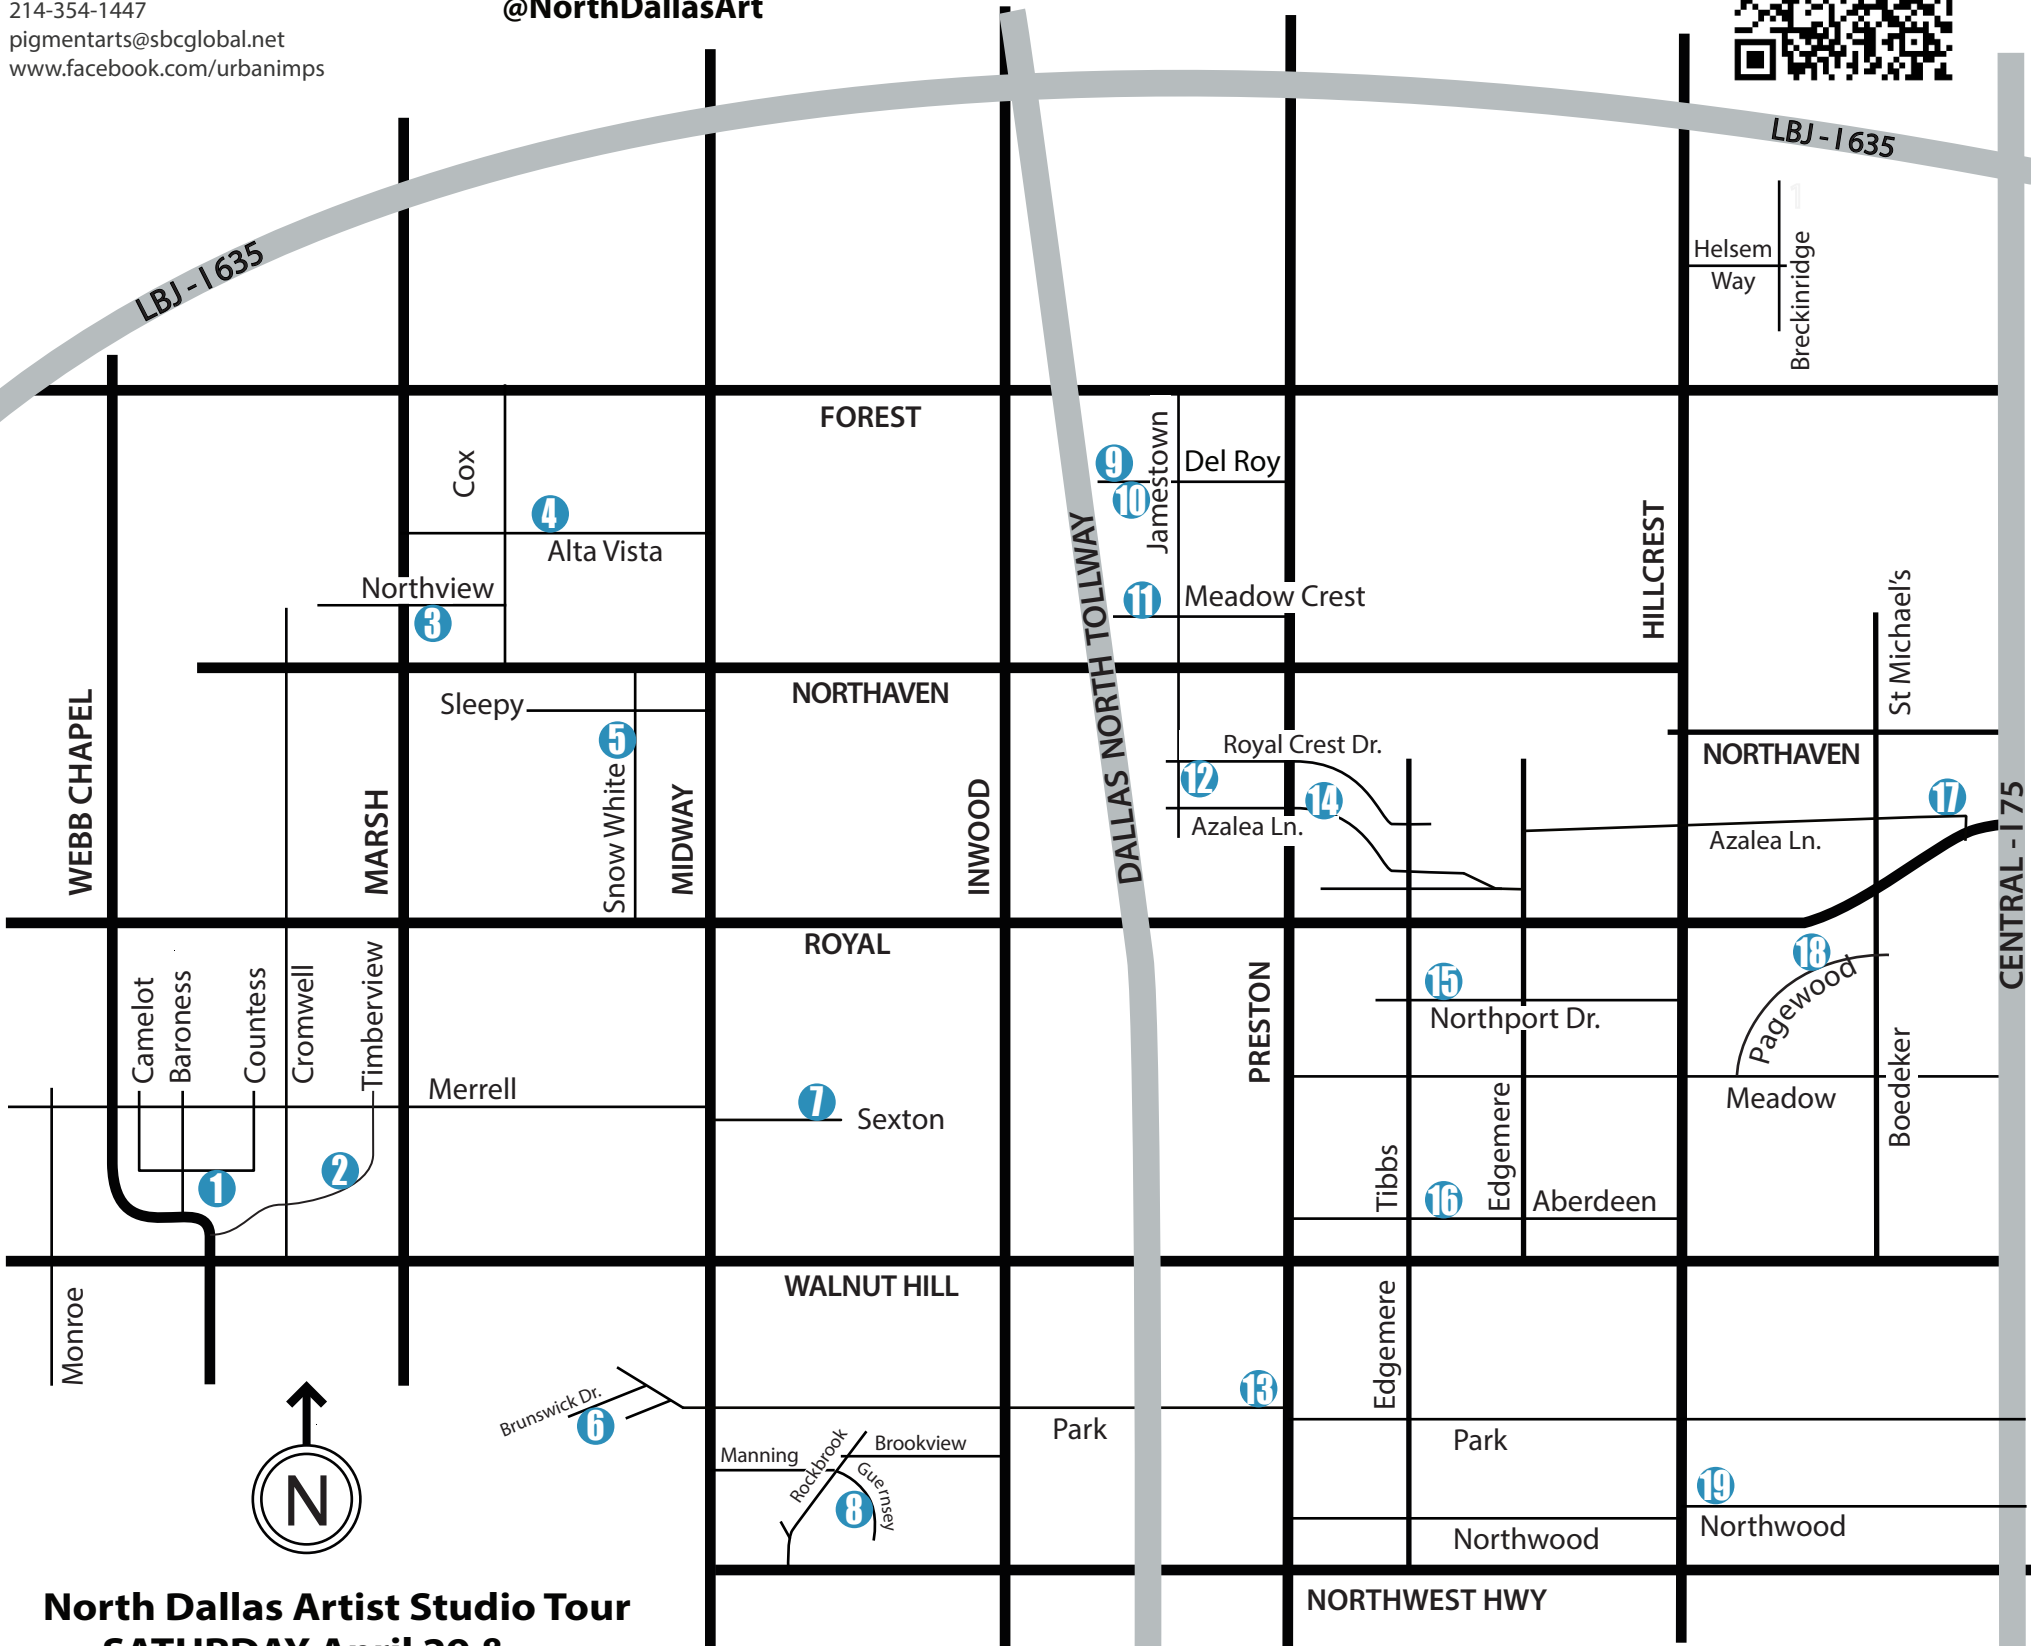 214-354-1447
pigmentarts@sbcglobal.net
www.facebook.com/urbanimps
@NorthDallasArt
LBJ - I 635
LBJ - I 635
1
Helsem
Way
Breckinridge
FOREST
Cox
4
Alta Vista
Northview
3
9
10
Jamestown
Del Roy
11
Meadow Crest
HILLCREST
St Michael's
WEBB CHAPEL
MARSH
Sleepy
5
Snow White
MIDWAY
NORTHAVEN
INWOOD
DALLAS NORTH TOLLWAY
Royal Crest Dr.
12
14
Azalea Ln.
NORTHAVEN
17
Azalea Ln.
CENTRAL - I 75
ROYAL
Camelot
Baroness
Countess
Cromwell
Timberview
Merrell
1
2
7
Sexton
PRESTON
15
Northport Dr.
18
Pagewood
Meadow
Boedeker
Tibbs
16
Edgemere
Aberdeen
WALNUT HILL
Monroe
N
Brunswick Dr.
6
13
Park
Edgemere
Park
Manning
Rockbrook
Brookview
Guernsey
8
19
Northwood
Northwood
NORTHWEST HWY
North Dallas Artist Studio Tour
SATURDAY April 29 &